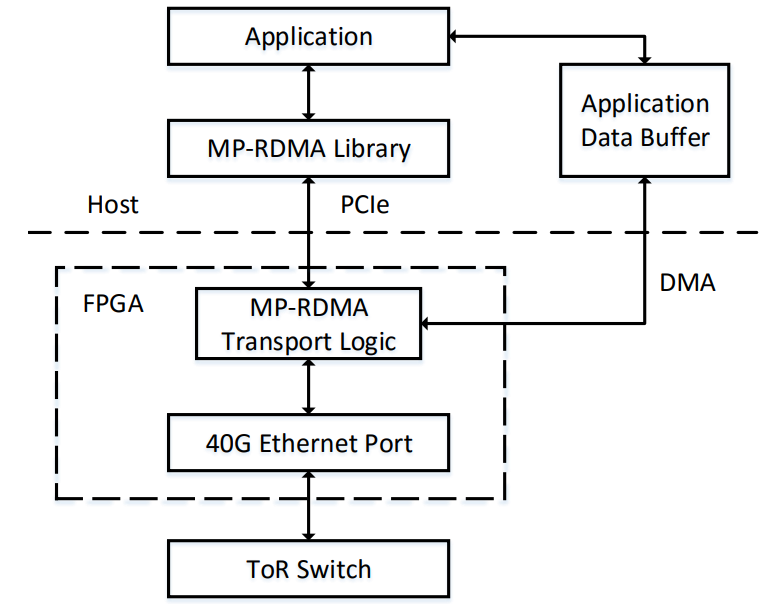 Application
Application
Data Buffer
MP-RDMA Library
Host
PCIe
DMA
FPGA
MP-RDMA
Transport Logic
40G Ethernet Port
ToR Switch